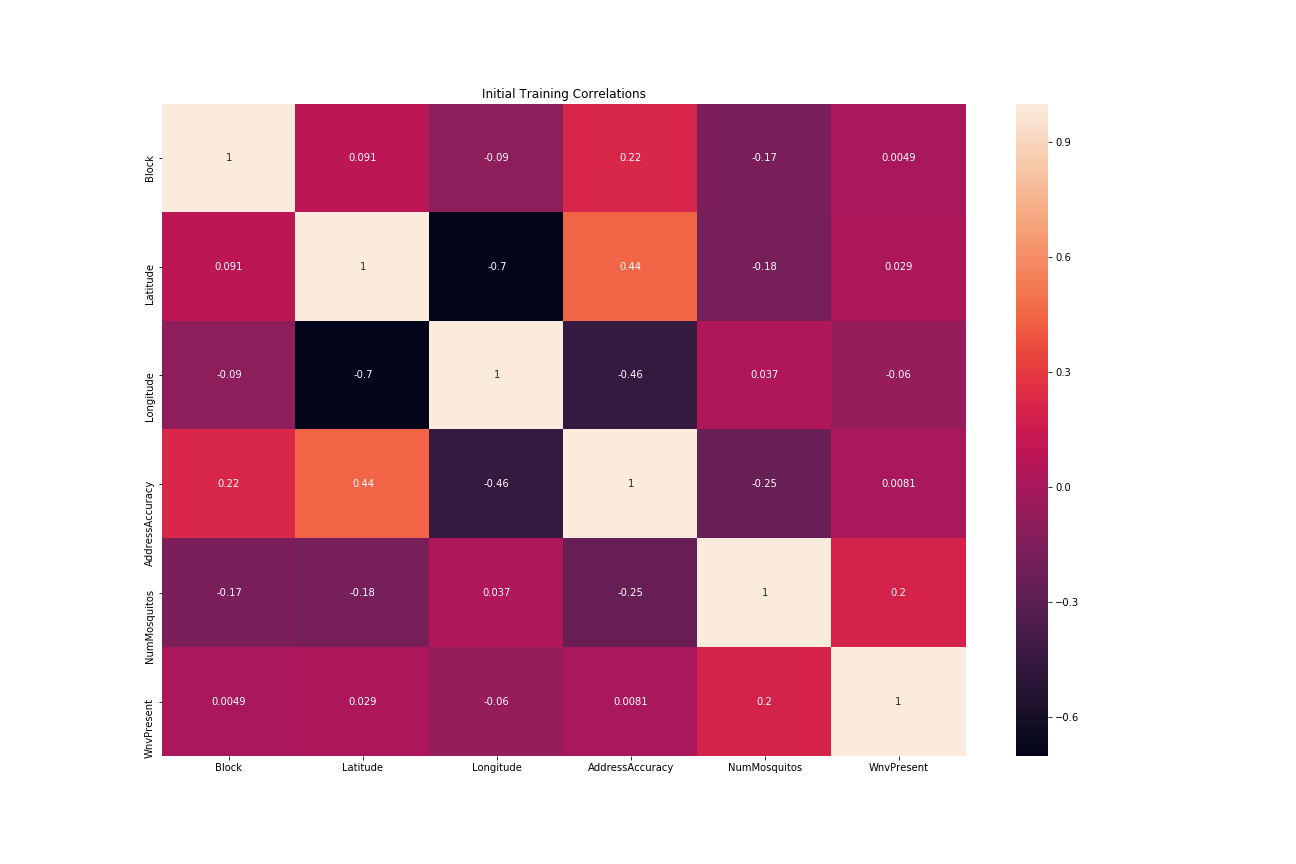 Initial Training Correlations
Block 1 0.091 -0.09 0.22 -0.17 0.0049
Latitude 0.091 1 -0.7 0.44 -0.18 0.029
Longitude -0.09 -0.7 1 -0.46 0.037 -0.06
AddressAccuracy 0.22 0.44 -0.46 1 -0.25 0.0081
NumMosquitos -0.17 -0.18 0.037 -0.25 1 0.2
WnvPresent 0.0049 0.029 -0.06 0.0081 0.2 1
Block Latitude Longitude AddressAccuracy NumMosquitos WnvPresent
0.9
0.6
0.3
0.0
−0.3
−0.6